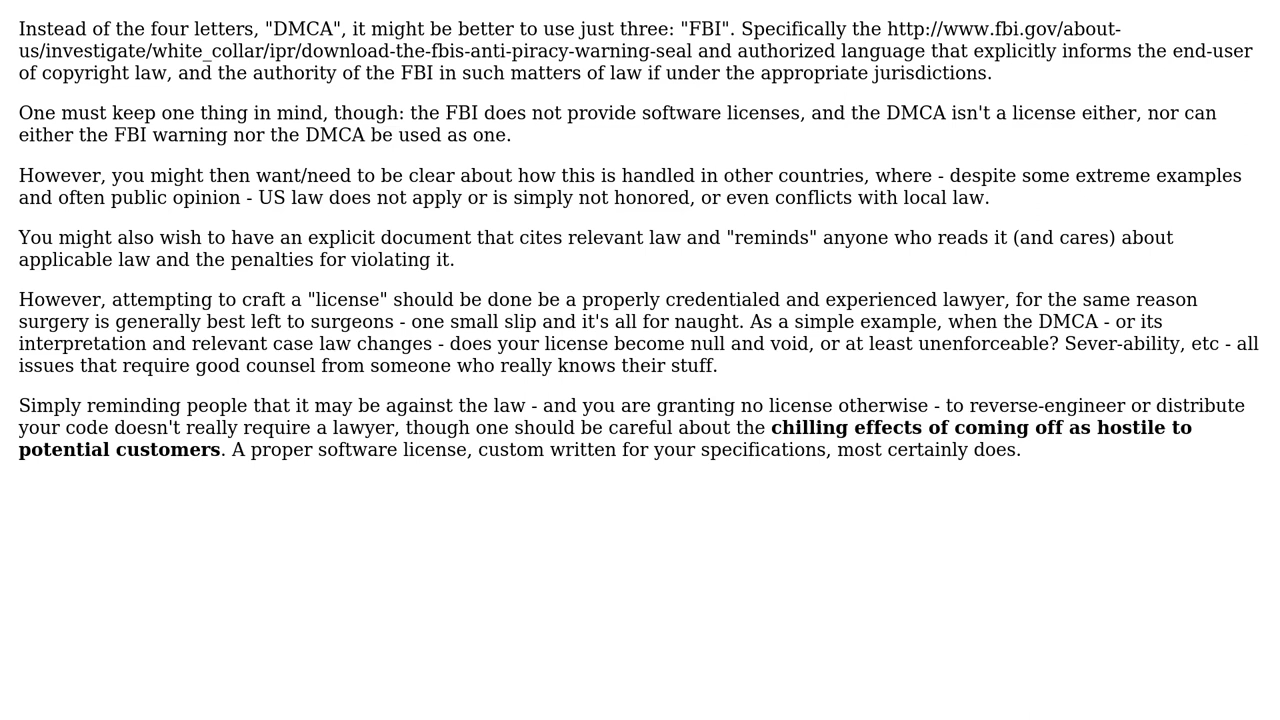 Instead of the four letters, "DMCA", it might be better to use just three: "FBI". Specifically the http://www.fbi.gov/about-
us/investigate/white_collar/ipr/download-the-fbis-anti-piracy-warning-seal and authorized language that explicitly informs the end-user
of copyright law, and the authority of the FBI in such matters of law if under the appropriate jurisdictions.
One must keep one thing in mind, though: the FBI does not provide software licenses, and the DMCA isn't a license either, nor can
either the FBI warning nor the DMCA be used as one.
However, you might then want/need to be clear about how this is handled in other countries, where - despite some extreme examples
and often public opinion - US law does not apply or is simply not honored, or even conflicts with local law.
You might also wish to have an explicit document that cites relevant law and "reminds" anyone who reads it (and cares) about
applicable law and the penalties for violating it.
However, attempting to craft a "license" should be done be a properly credentialed and experienced lawyer, for the same reason
surgery is generally best left to surgeons - one small slip and it's all for naught. As a simple example, when the DMCA - or its
interpretation and relevant case law changes - does your license become null and void, or at least unenforceable? Sever-ability, etc - all
issues that require good counsel from someone who really knows their stuff.
Simply reminding people that it may be against the law - and you are granting no license otherwise - to reverse-engineer or distribute
your code doesn't really require a lawyer, though one should be careful about the chilling effects of coming off as hostile to
potential customers. A proper software license, custom written for your specifications, most certainly does.